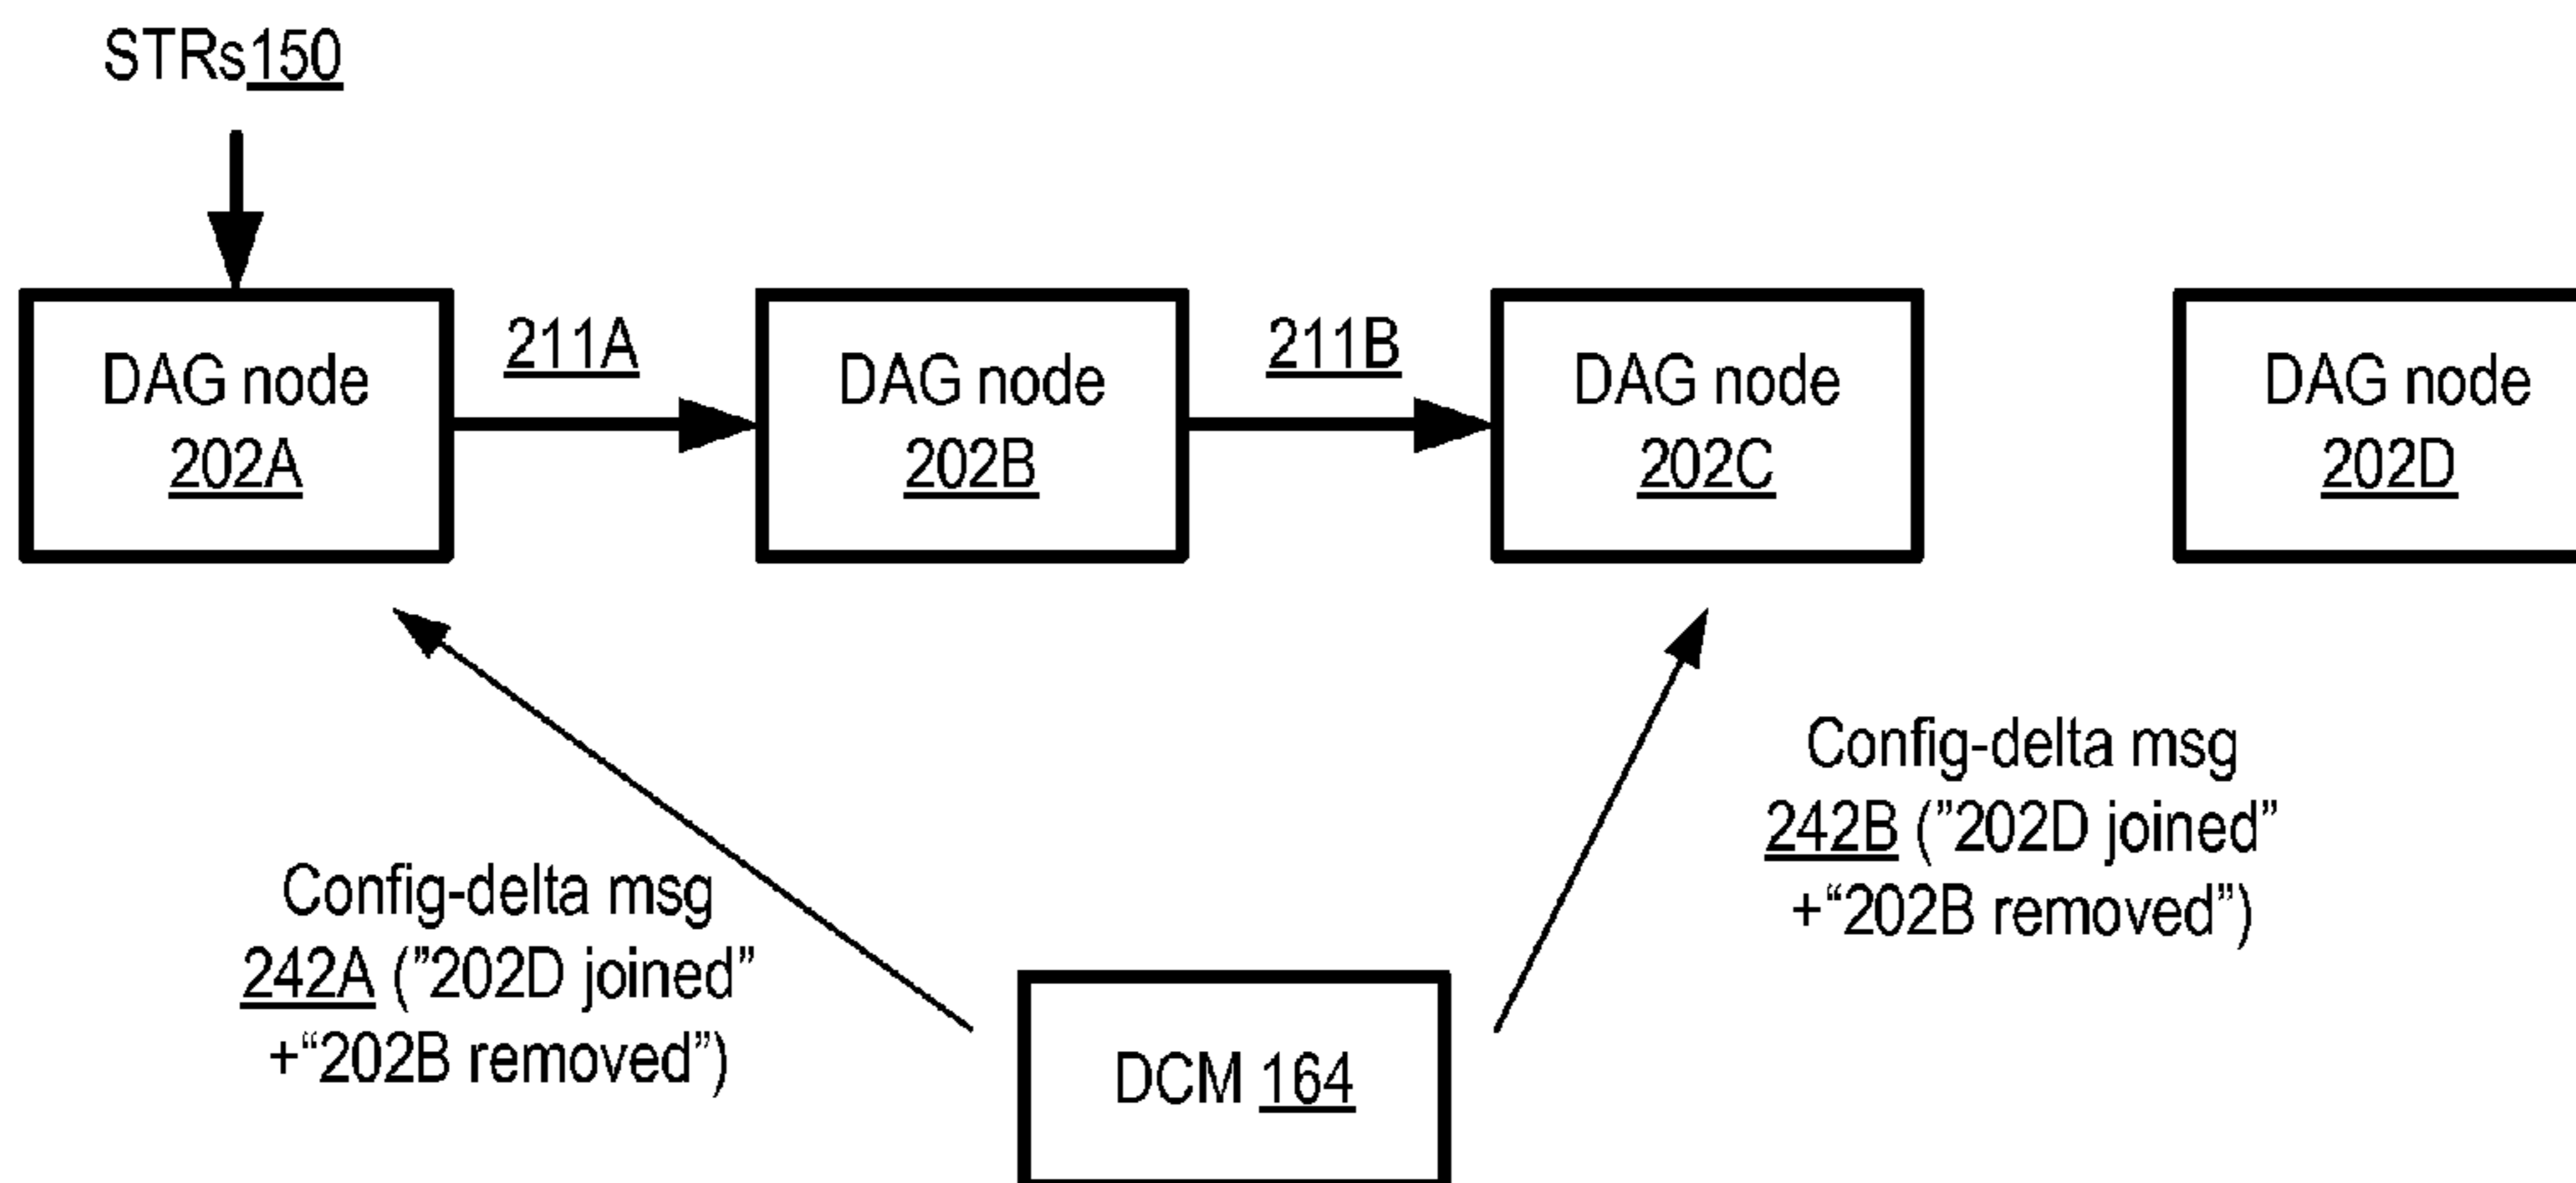 STRs150
211A
211B
DAG node
202A
DAG node
202B
DAG node
202C
DAG node
202D
Config-delta msg
242A (”202D joined”
+“202B removed”)
Config-delta msg
242B (”202D joined”
+“202B removed”)
DCM 164